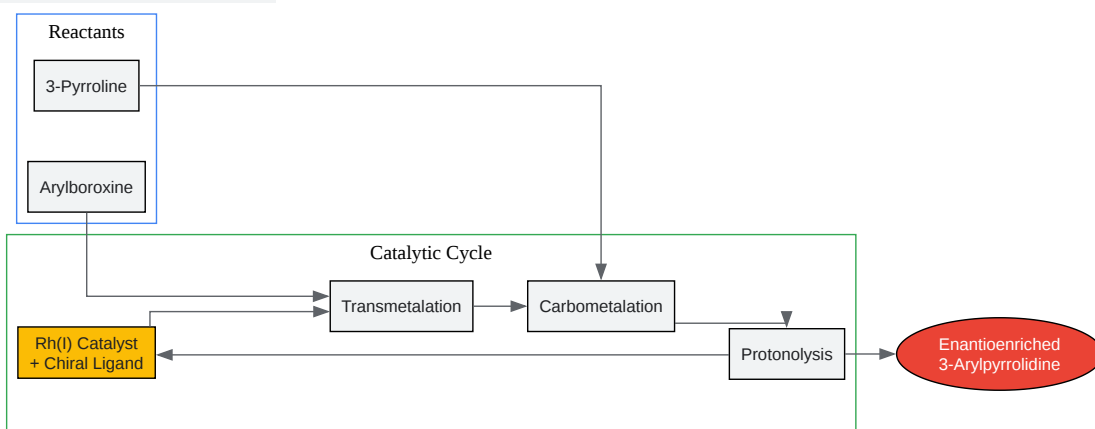 Reactants
3-Pyrroline
Arylboroxine
Catalytic Cycle
Transmetalation
Carbometalation
Rh(I) Catalyst
+ Chiral Ligand
Protonolysis
Enantioenriched
3-Arylpyrrolidine